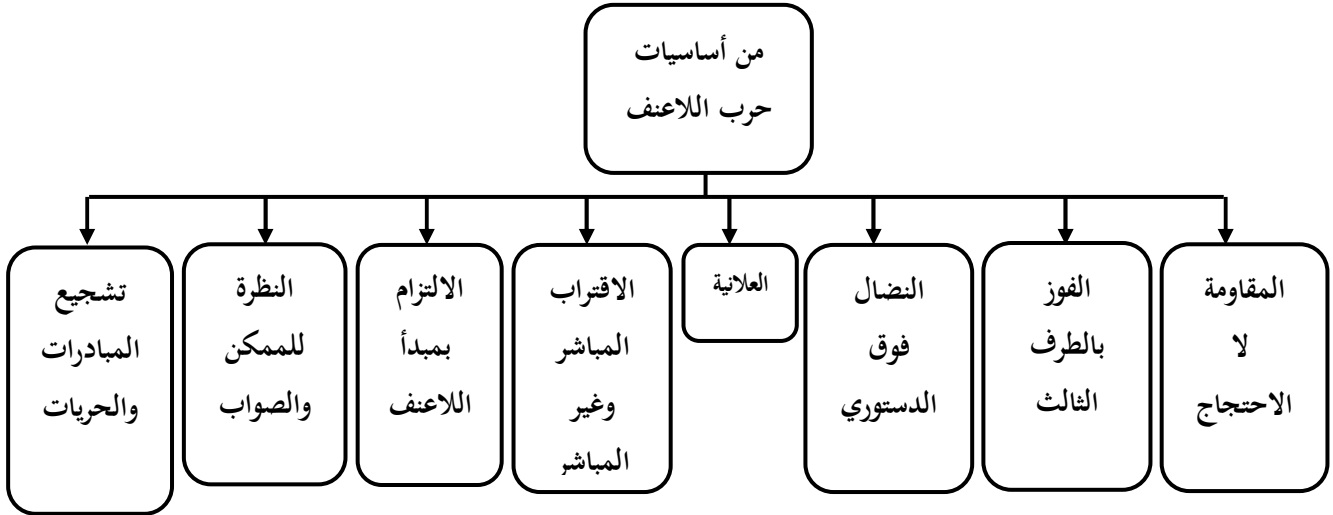 من أساسيات
حرب اللاعنف
المقاومة
لا
الاحتجاج
الفوز
بالطرف
الثالث
النضال
فوق
الدستوري
العلانية
الاقتراب
المباشر
وغير
المباشر
الالتزام
بمبدأ
اللاعنف
النظرة
للممكن
والصواب
تشجيع
المبادرات
والحريات